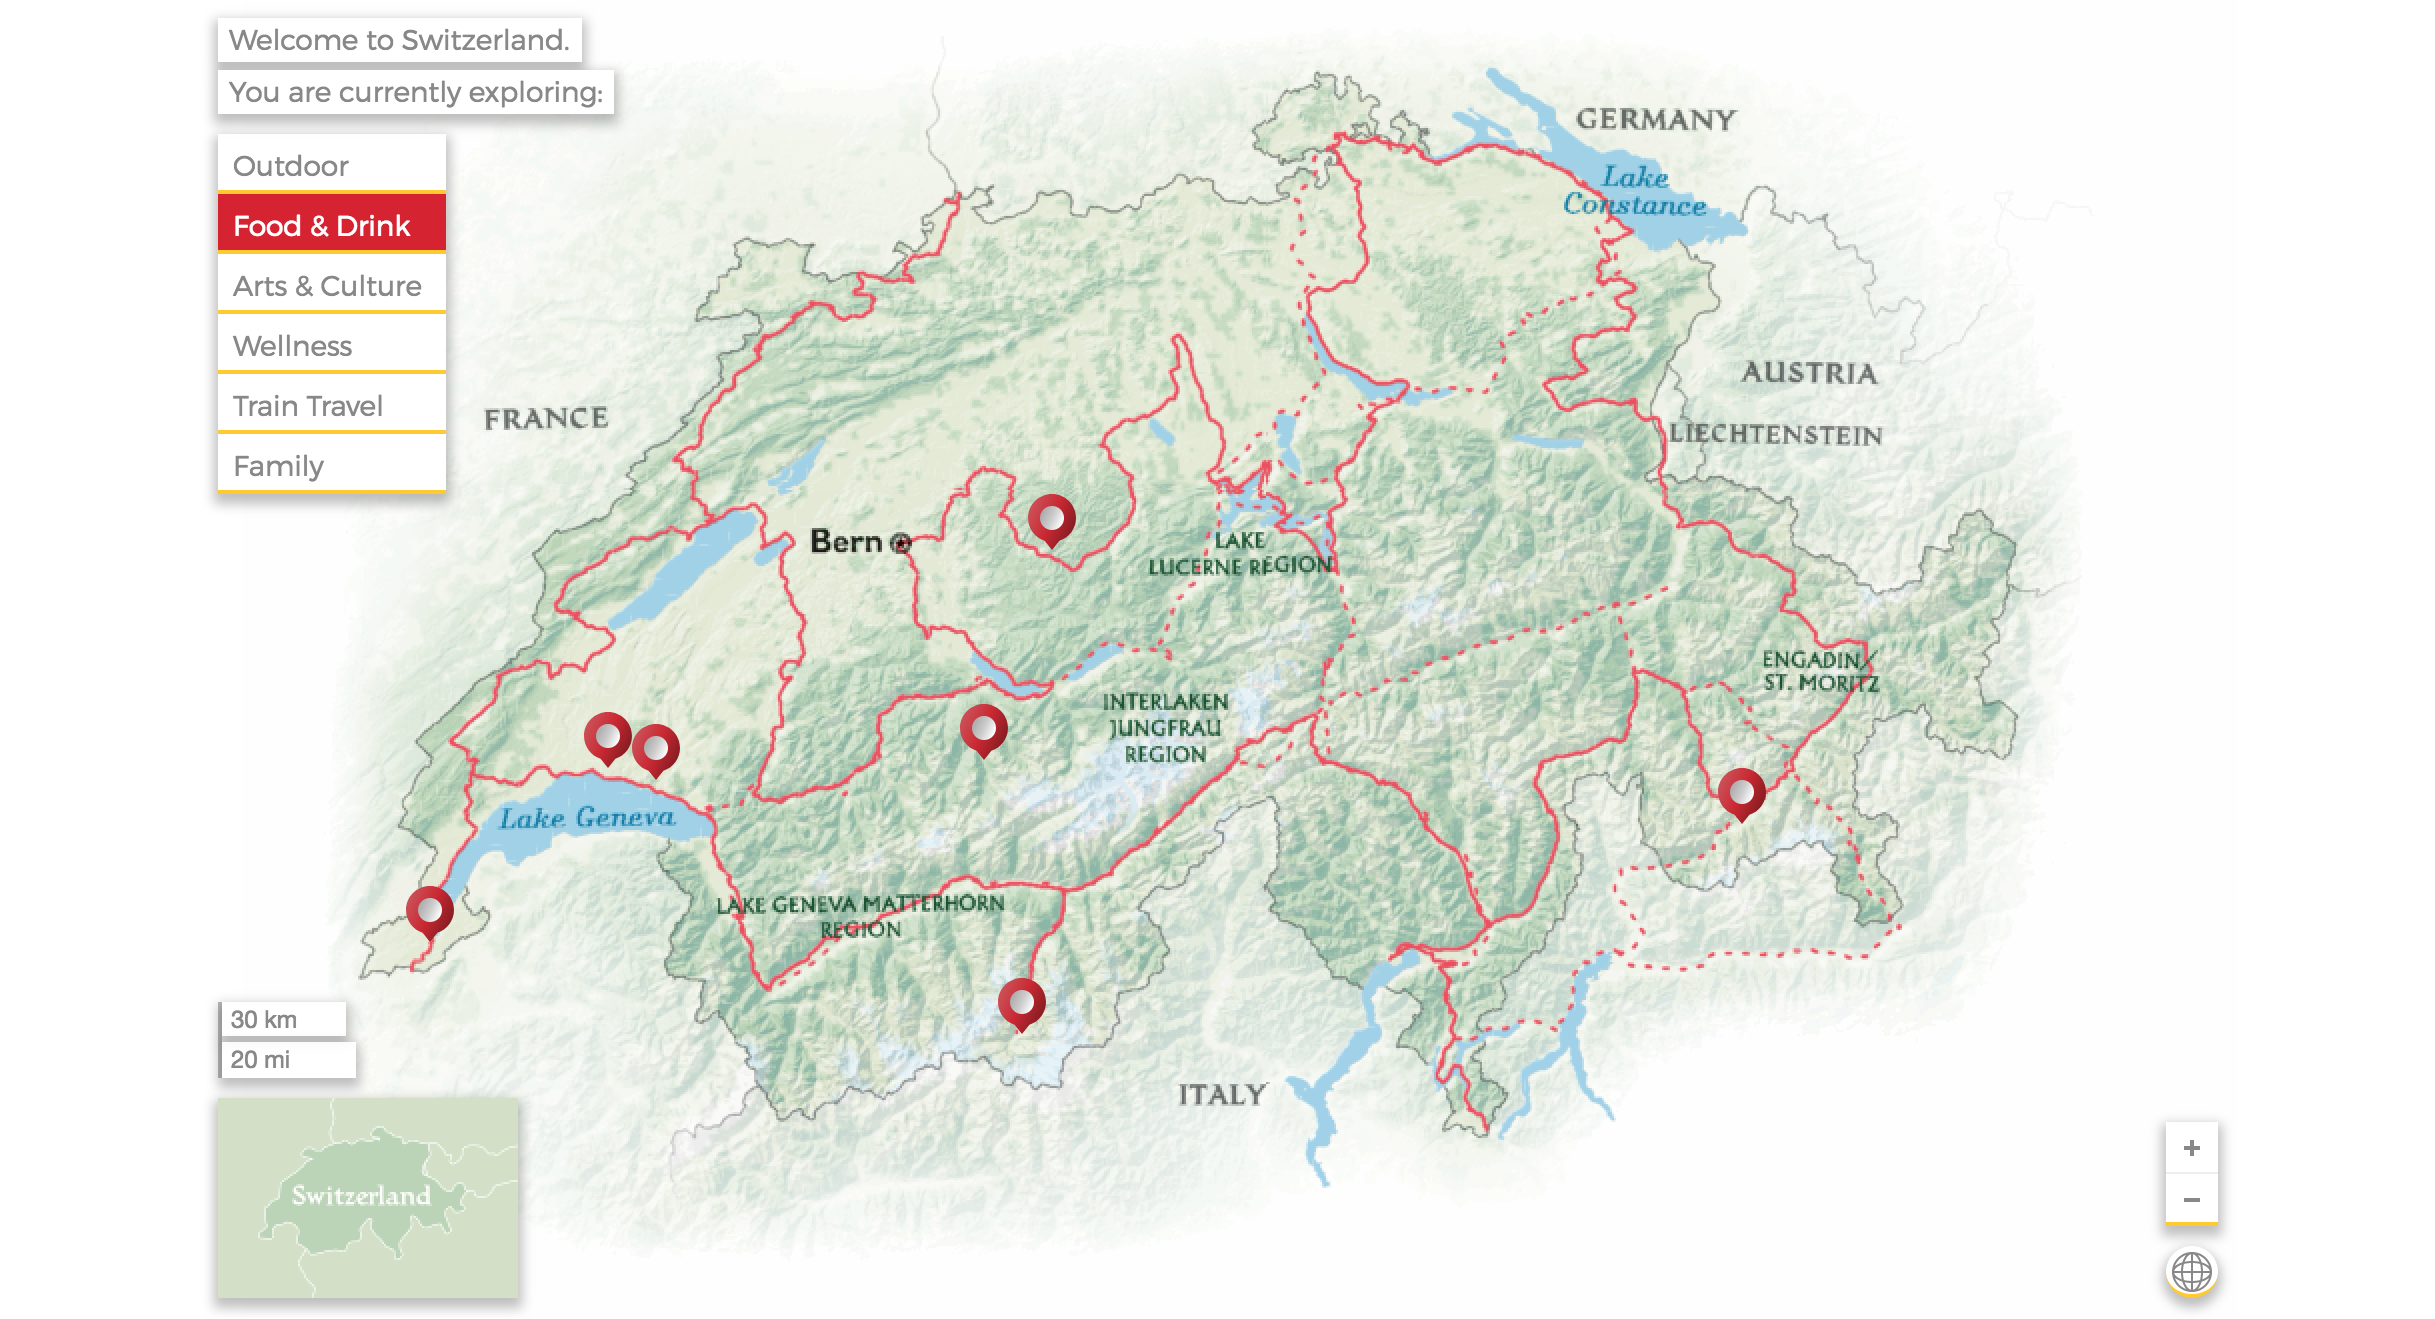 Welcome to Switzerland.
You are currently exploring:
Outdoor
Food & Drink
Arts & Culture
Wellness
Train Travel
Family
GERMANY
Lake
Constance
AUSTRIA
FRANCE
LIECHTENSTEIN
Bern
LAKE
LUCERNE REGION
ENGADIN/
ST. MORITZ
INTERLAKEN
JUNGFRAU
REGION
Lake Geneva
LAKE GENEVA MATTERHORN
REGION
30 km
20 mi
ITALY
Switzerland
+
−